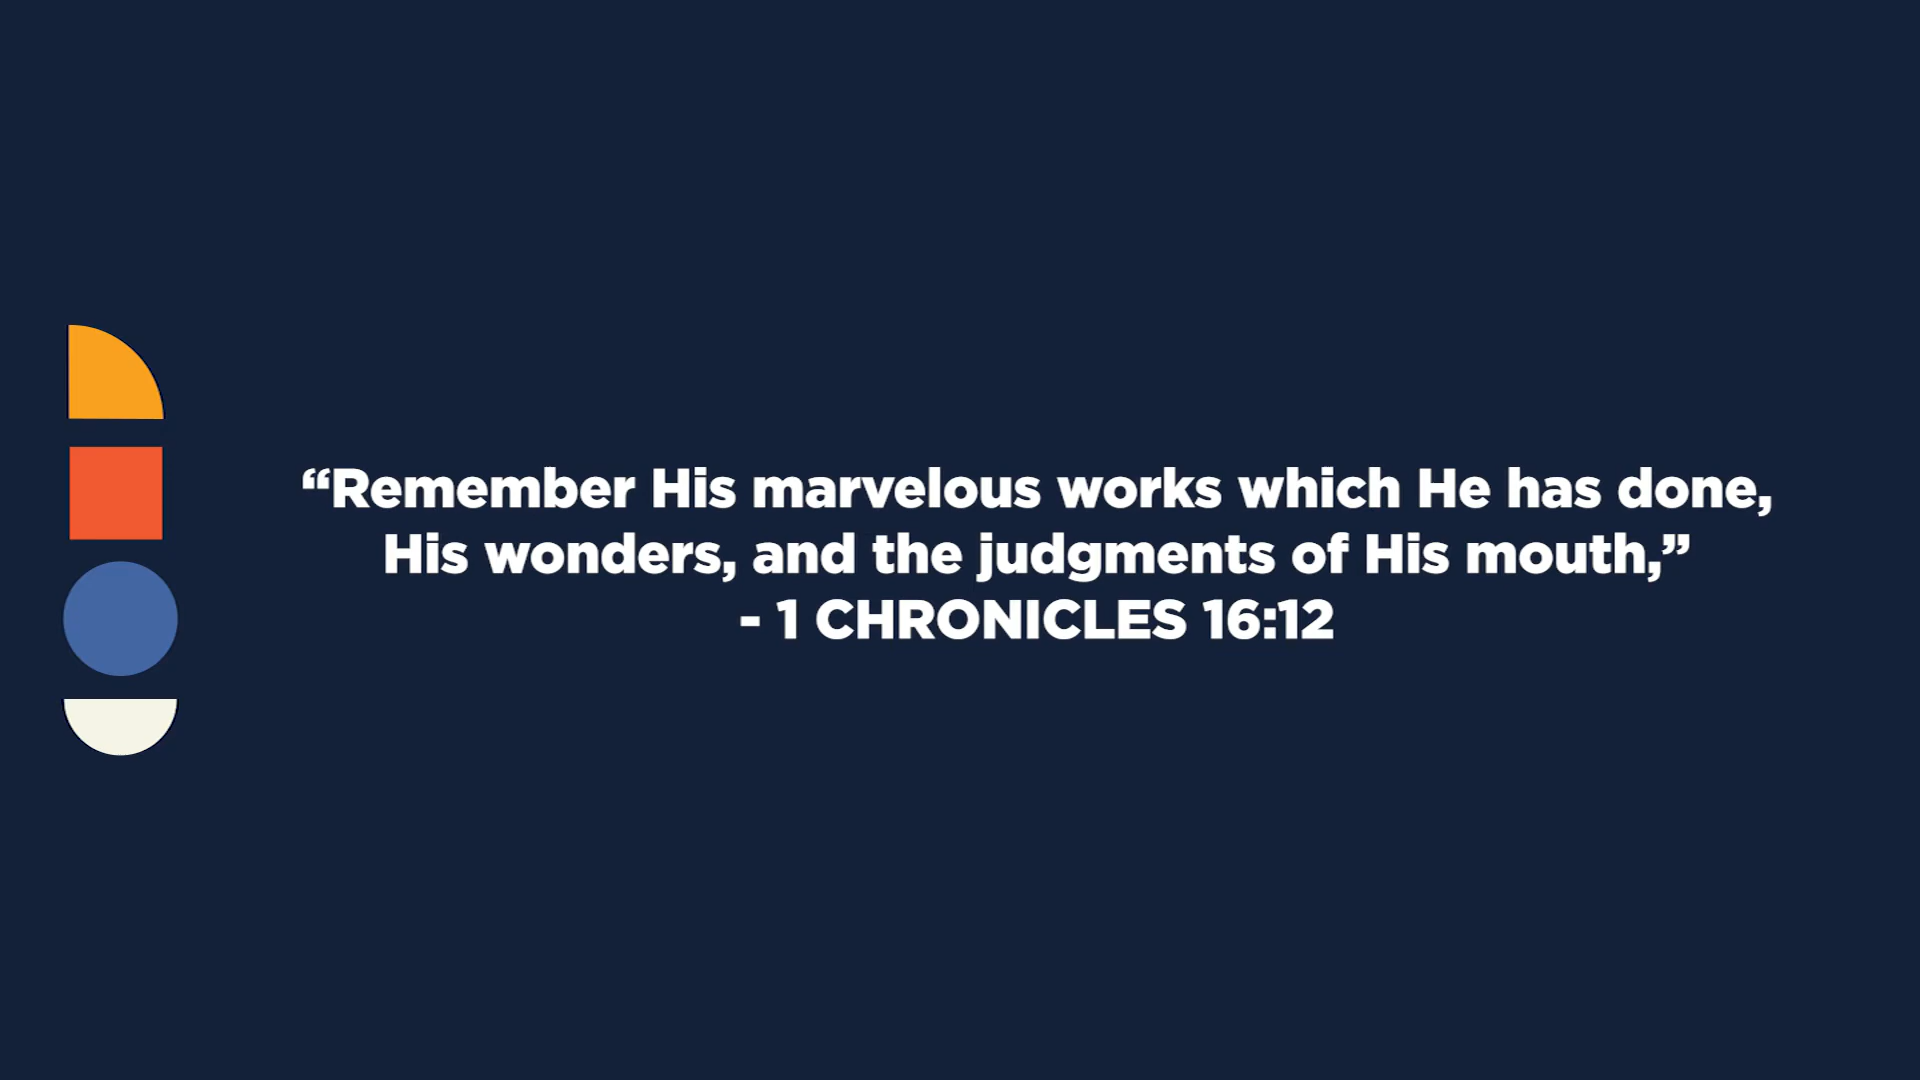 “Remember His marvelous works which He has done,
His wonders, and the judgments of His mouth,”
- 1 CHRONICLES 16:12